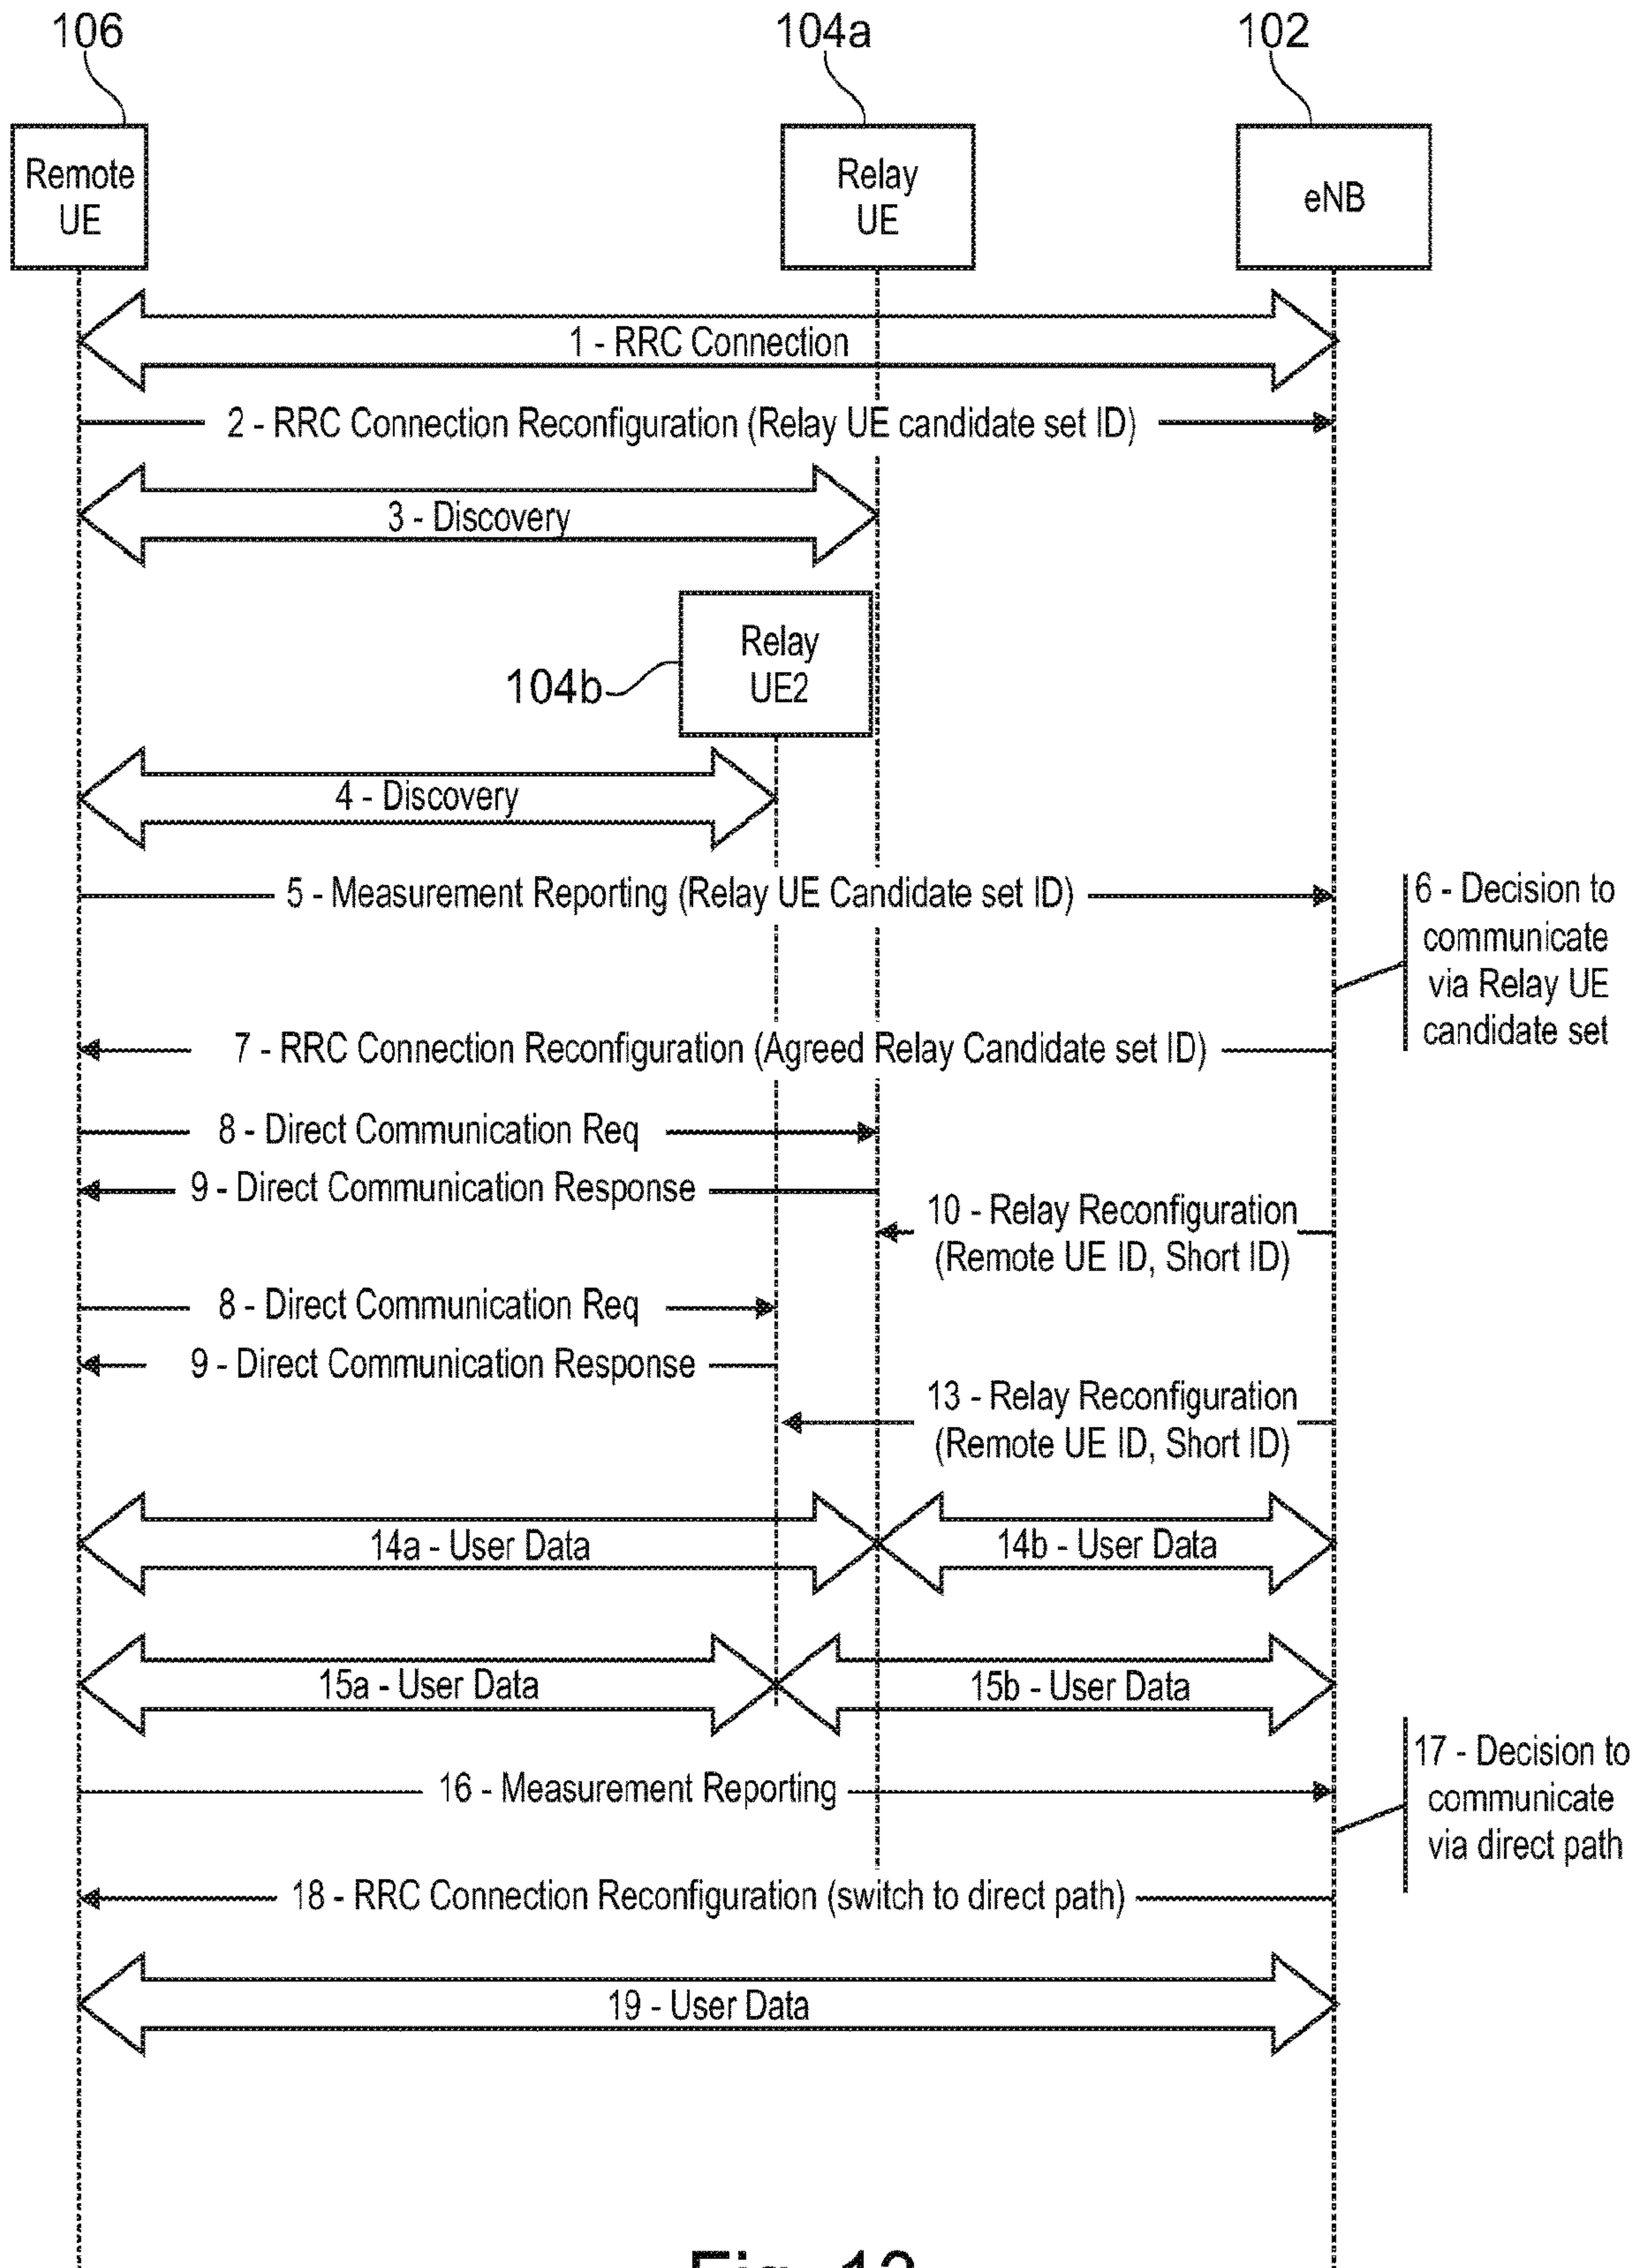 106
104a
102
Remote
UE
Relay
UE
eNB
1 - RRC Connection
2 - RRC Connection Reconfiguration (Relay UE candidate set ID)
3 - Discovery
Relay
UE2
104b
4 - Discovery
5 - Measurement Reporting (Relay UE Candidate set ID)
6 - Decision to
communicate
via Relay UE
candidate set
7 - RRC Connection Reconfiguration (Agreed Relay Candidate set ID)
8 - Direct Communication Req
9 - Direct Communication Response
10 - Relay Reconfiguration
(Remote UE ID, Short ID)
8 - Direct Communication Req
9 - Direct Communication Response
13 - Relay Reconfiguration
(Remote UE ID, Short ID)
14a - User Data
14b - User Data
15a - User Data
15b - User Data
16 - Measurement Reporting
17 - Decision to
communicate
via direct path
18 - RRC Connection Reconfiguration (switch to direct path)
19 - User Data